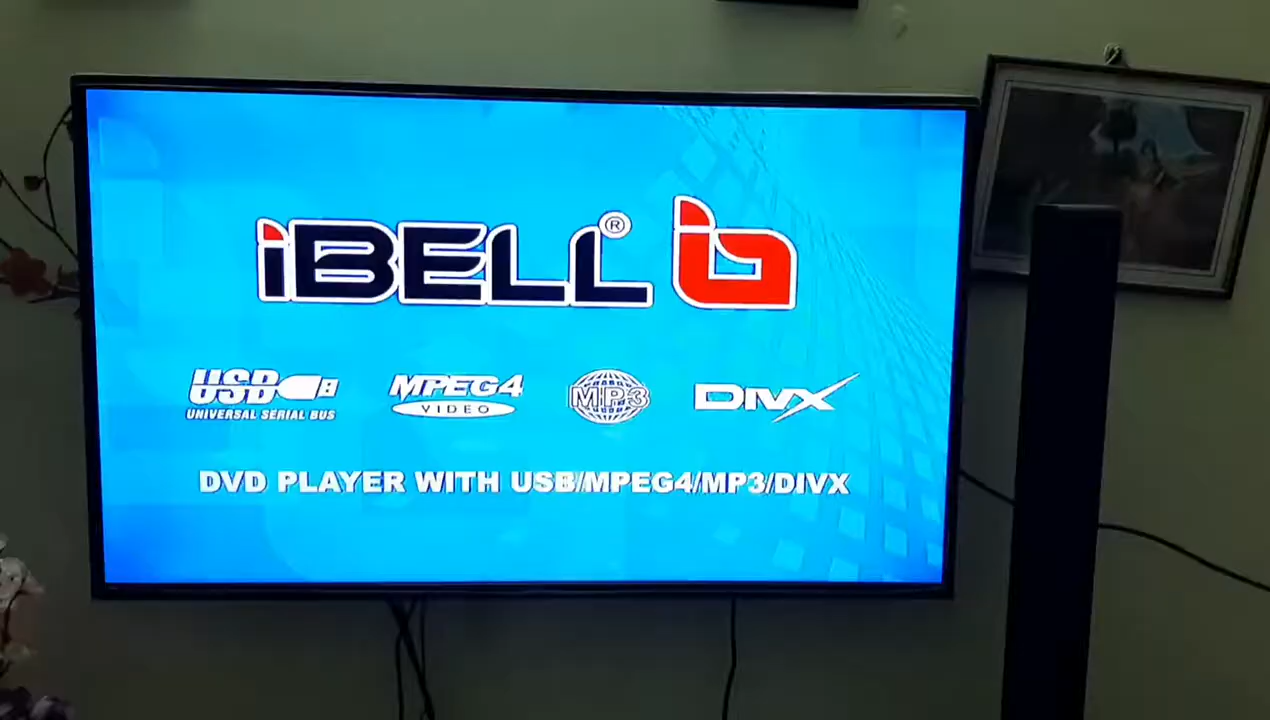 iBELL®
USB MPEG4 MP3 DIVX
UNIVERSAL SERIAL BUS VIDEO
DVD PLAYER WITH USB/MPEG4/MP3/DIVX